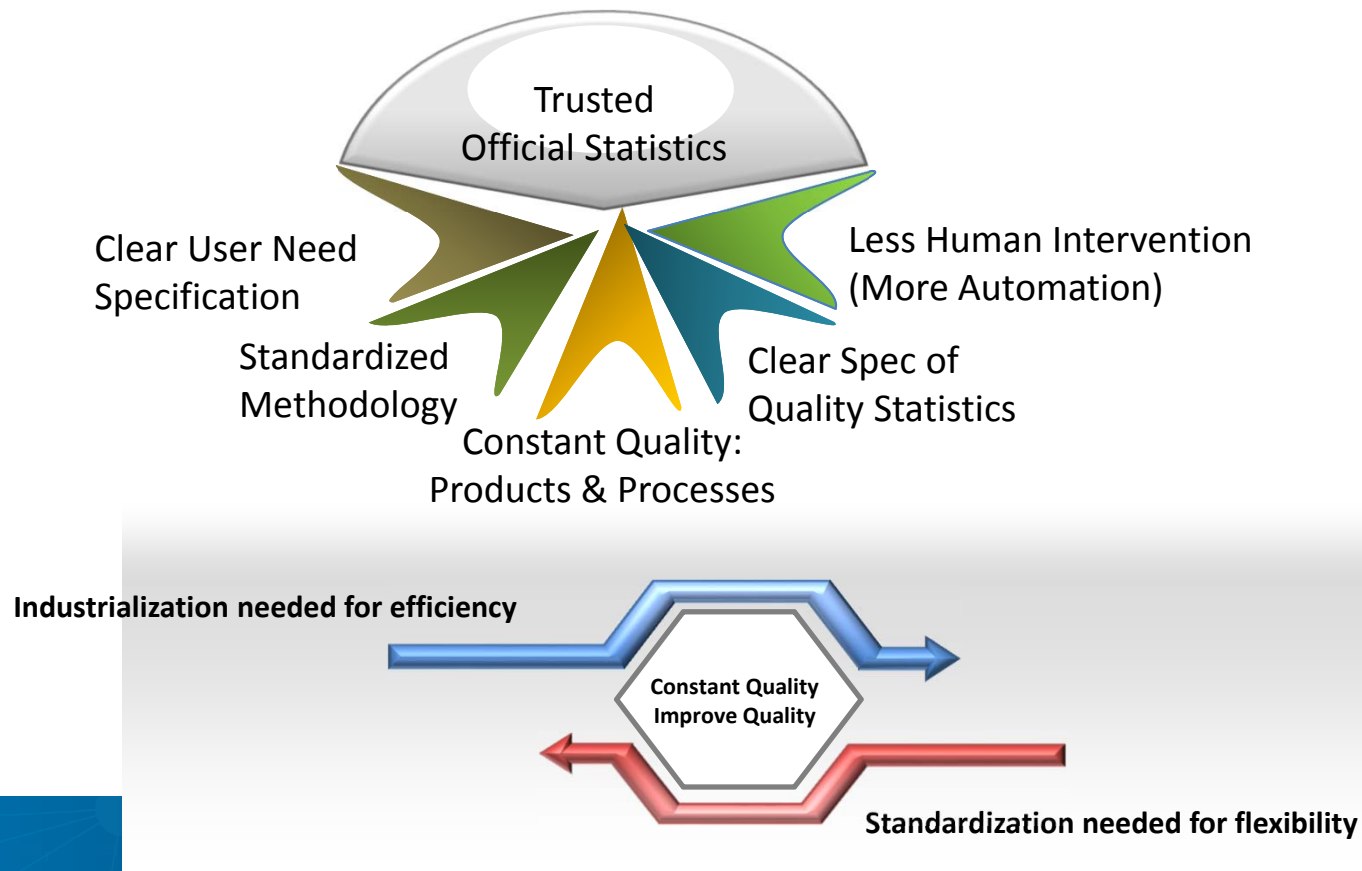 Trusted
Official Statistics
Clear User Need
Specification
Less Human Intervention
(More Automation)
Standardized
Methodology
Clear Spec of
Quality Statistics
Constant Quality:
Products & Processes
Industrialization needed for efficiency
Constant Quality
Improve Quality
Standardization needed for flexibility